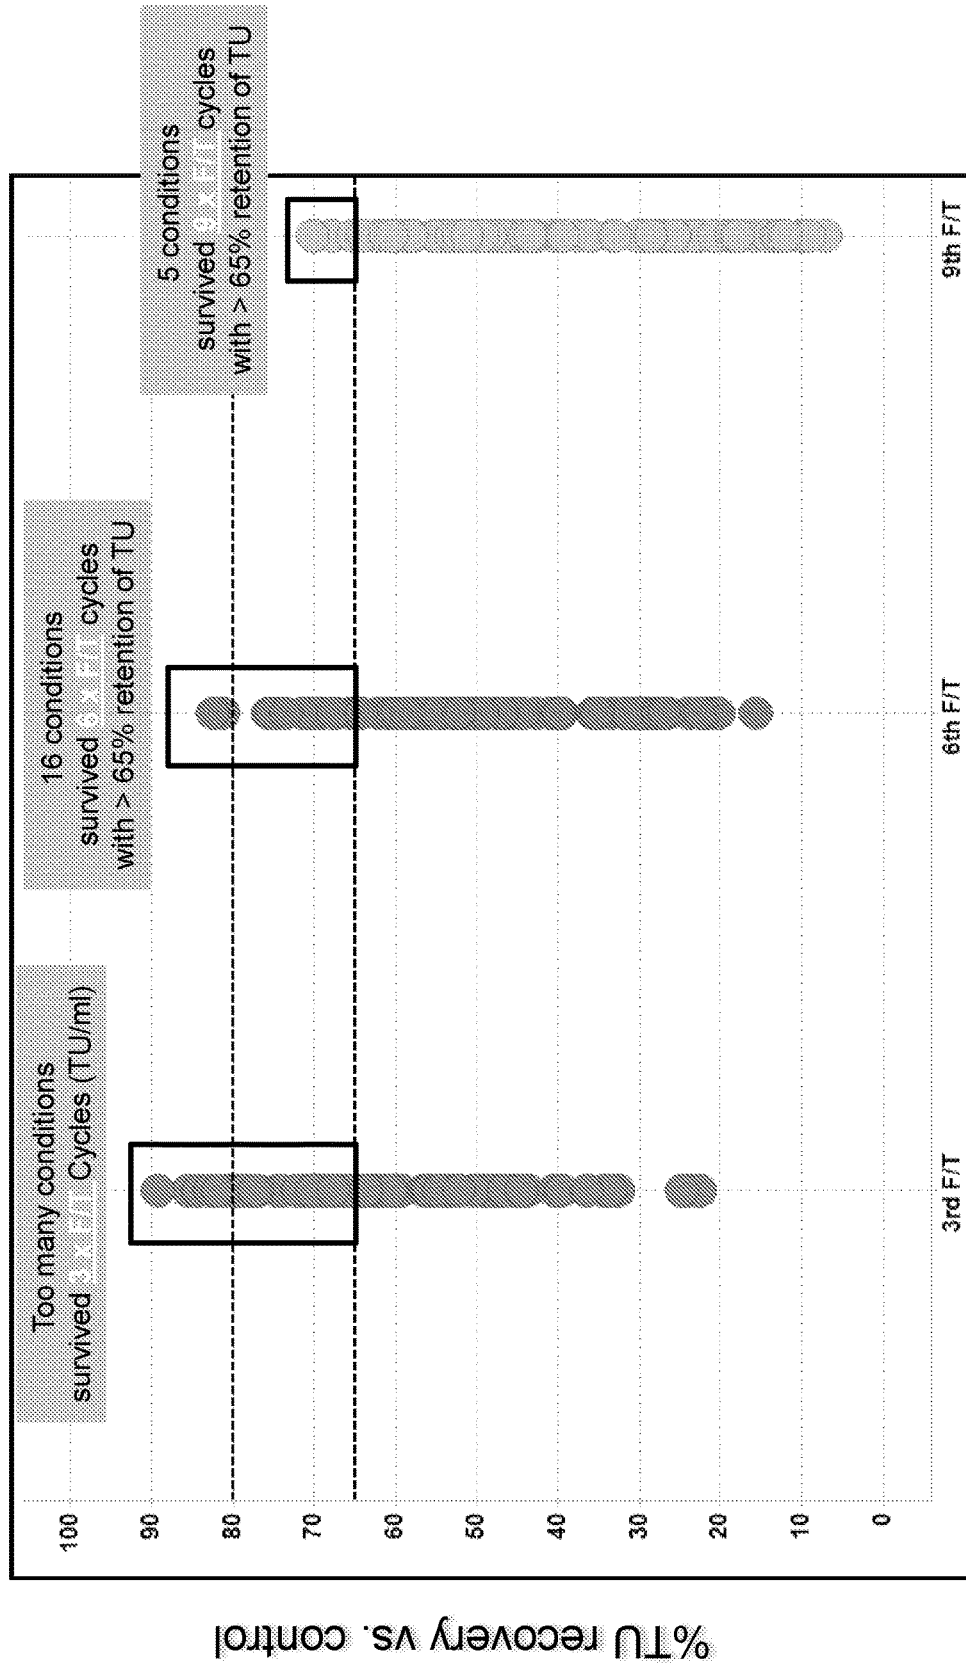 Too many conditions
survived 3 x F/T Cycles (TU/ml)
16 conditions
survived 6 x F/T cycles
with > 65% retention of TU
5 conditions
survived 9 x F/T cycles
with > 65% retention of TU
%TU recovery vs. control
100
90
80
70
60
50
40
30
20
10
0
3rd F/T
6th F/T
9th F/T